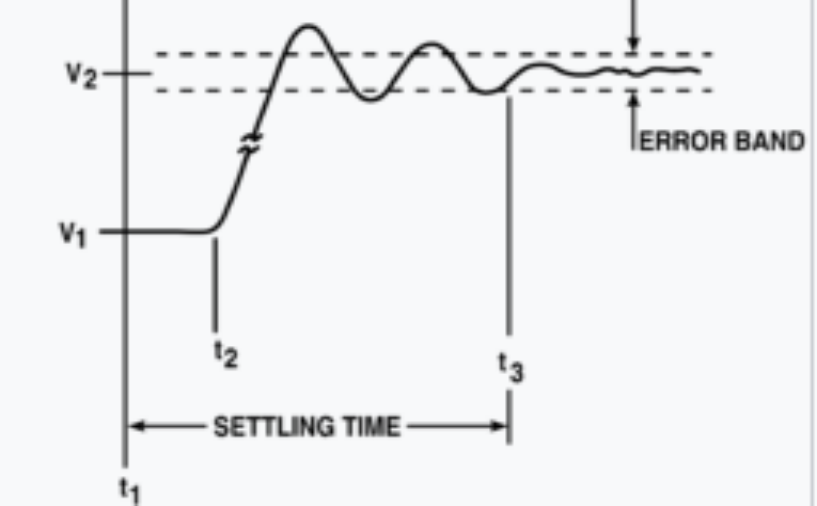 V2
ERROR BAND
V1
t2
t3
SETTLING TIME
t1